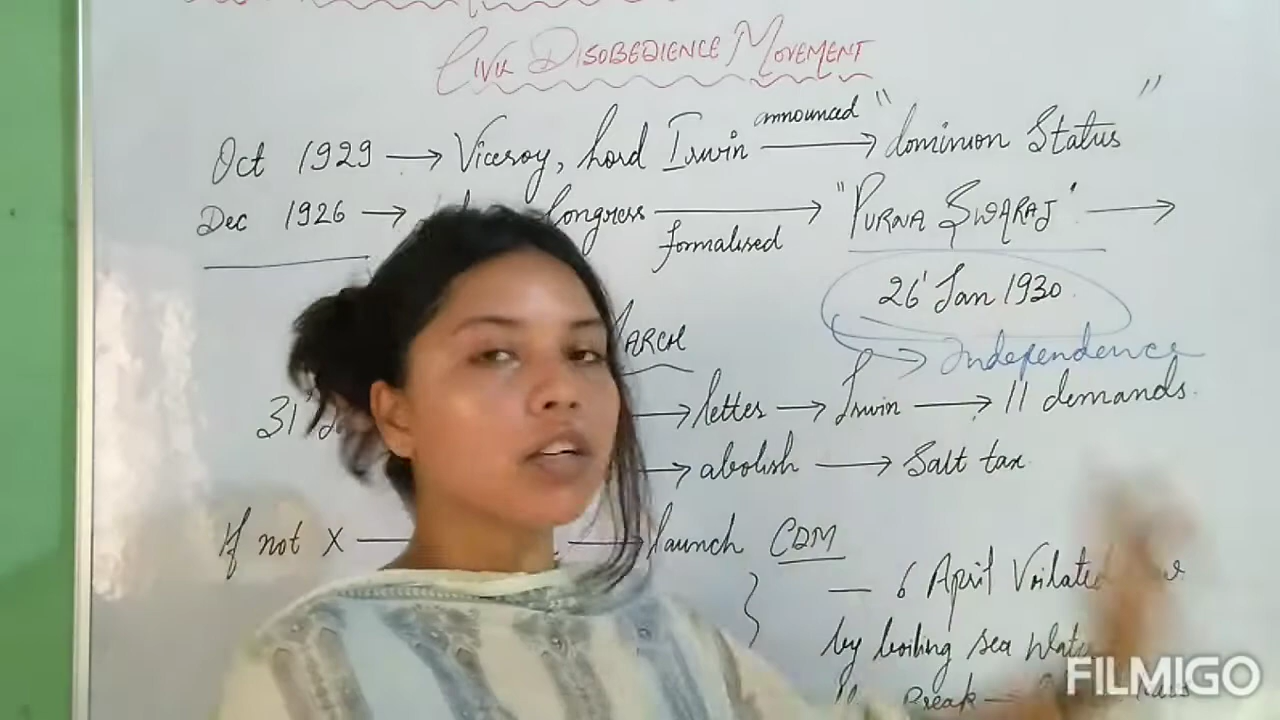 CIVIL DISOBEDIENCE MOVEMENT
Oct 1929 → Viceroy, Lord Irwin announced → "dominion Status"
Dec 1926 → Congress formalised → "PURNA SWARAJ" →
26' Jan 1930
→ Independence
MARCH
31'
→ letter → Irwin → 11 demands.
→ abolish → Salt tax.
If not X — → launch CDM
— 6 April Voilated
by boiling sea Wate
Break —
FILMIGO